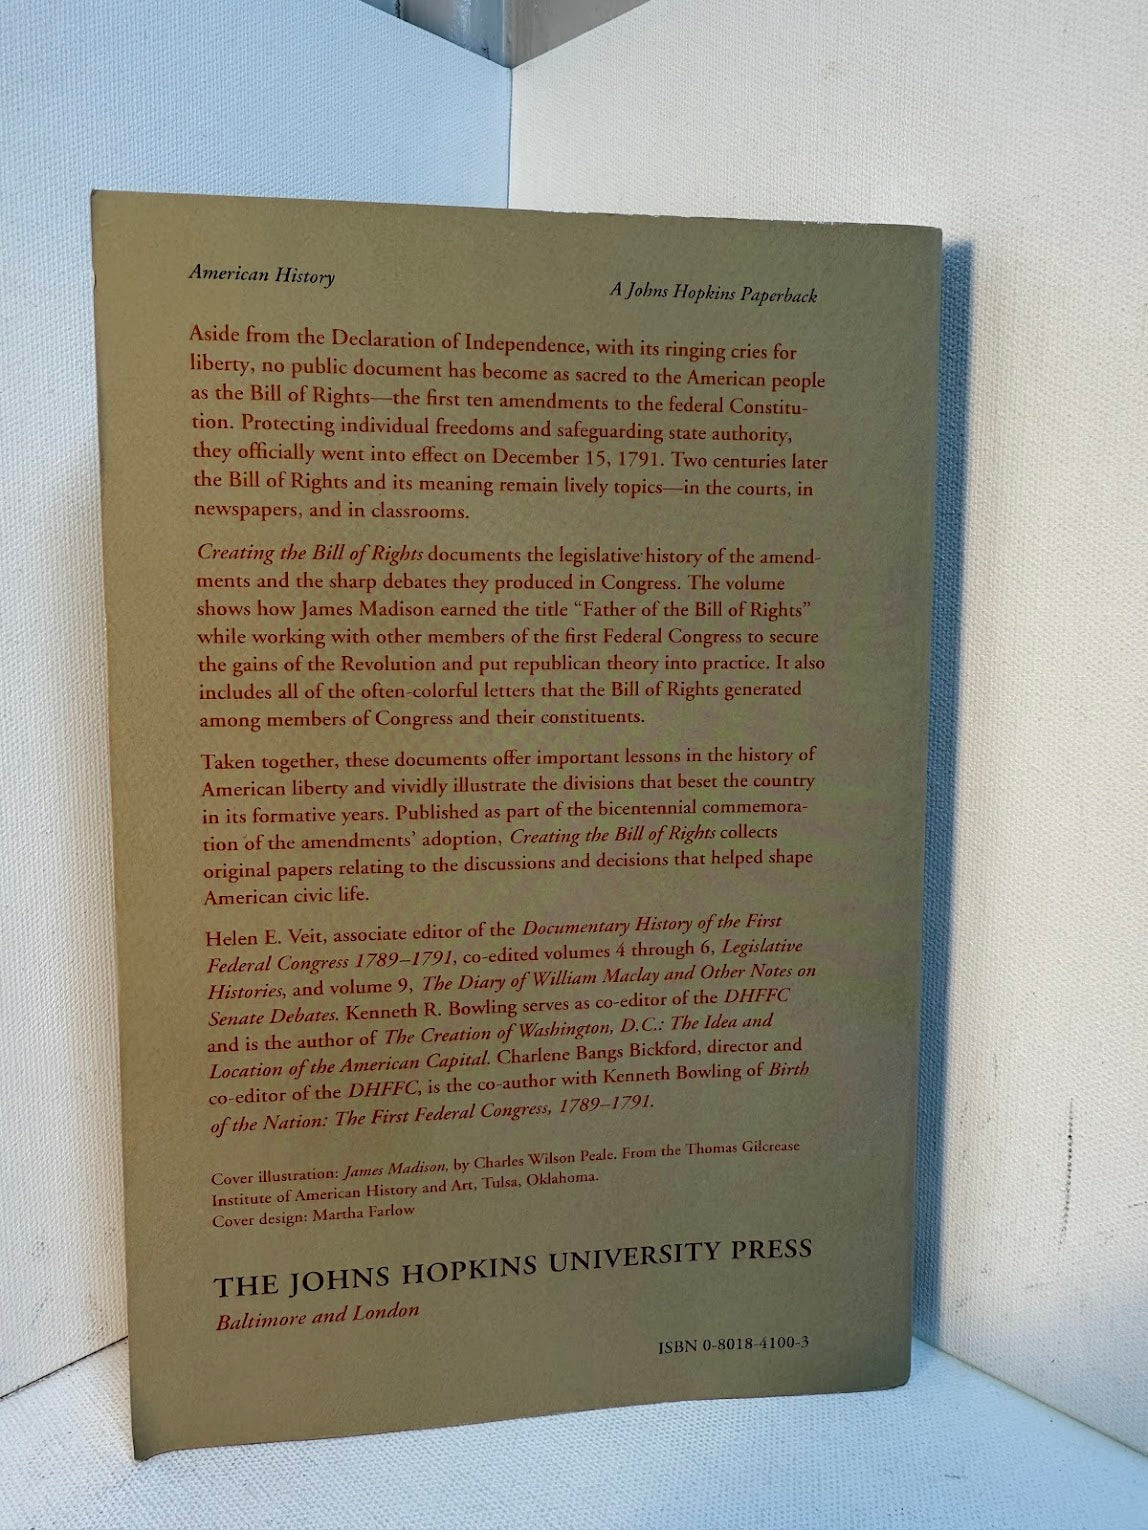 American History
A Johns Hopkins Paperback
Aside from the Declaration of Independence, with its ringing cries for
liberty, no public document has become as sacred to the American people
as the Bill of Rights—the first ten amendments to the federal Constitu-
tion. Protecting individual freedoms and safeguarding state authority,
they officially went into effect on December 15, 1791. Two centuries later
the Bill of Rights and its meaning remain lively topics—in the courts, in
newspapers, and in classrooms.
Creating the Bill of Rights documents the legislative history of the amend-
ments and the sharp debates they produced in Congress. The volume
shows how James Madison earned the title “Father of the Bill of Rights”
while working with other members of the first Federal Congress to secure
the gains of the Revolution and put republican theory into practice. It also
includes all of the often-colorful letters that the Bill of Rights generated
among members of Congress and their constituents.
Taken together, these documents offer important lessons in the history of
American liberty and vividly illustrate the divisions that beset the country
in its formative years. Published as part of the bicentennial commemora-
tion of the amendments’ adoption, Creating the Bill of Rights collects
original papers relating to the discussions and decisions that helped shape
American civic life.
Helen E. Veit, associate editor of the Documentary History of the First
Federal Congress 1789–1791, co-edited volumes 4 through 6, Legislative
Histories, and volume 9, The Diary of William Maclay and Other Notes on
Senate Debates. Kenneth R. Bowling serves as co-editor of the DHFFC
and is the author of The Creation of Washington, D.C.: The Idea and
Location of the American Capital. Charlene Bangs Bickford, director and
co-editor of the DHFFC, is the co-author with Kenneth Bowling of Birth
of the Nation: The First Federal Congress, 1789–1791.
Cover illustration: James Madison, by Charles Wilson Peale. From the Thomas Gilcrease
Institute of American History and Art, Tulsa, Oklahoma.
Cover design: Martha Farlow
THE JOHNS HOPKINS UNIVERSITY PRESS
Baltimore and London
ISBN 0-8018-4100-3